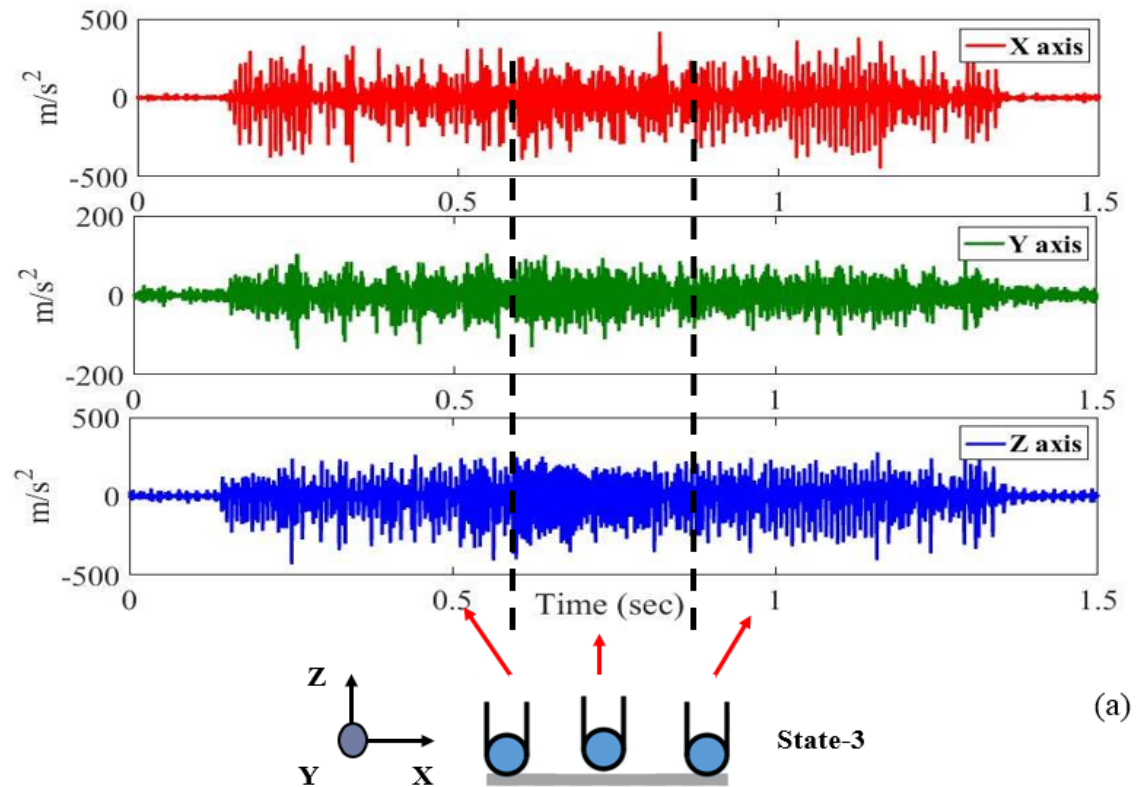 500
X axis
m/s²
0
-500
0 0.5 1 1.5
200
Y axis
m/s²
0
-200
0 0.5 1 1.5
500
Z axis
m/s²
0
-500
0 0.5 Time (sec) 1 1.5
Z
(a)
State-3
Y X